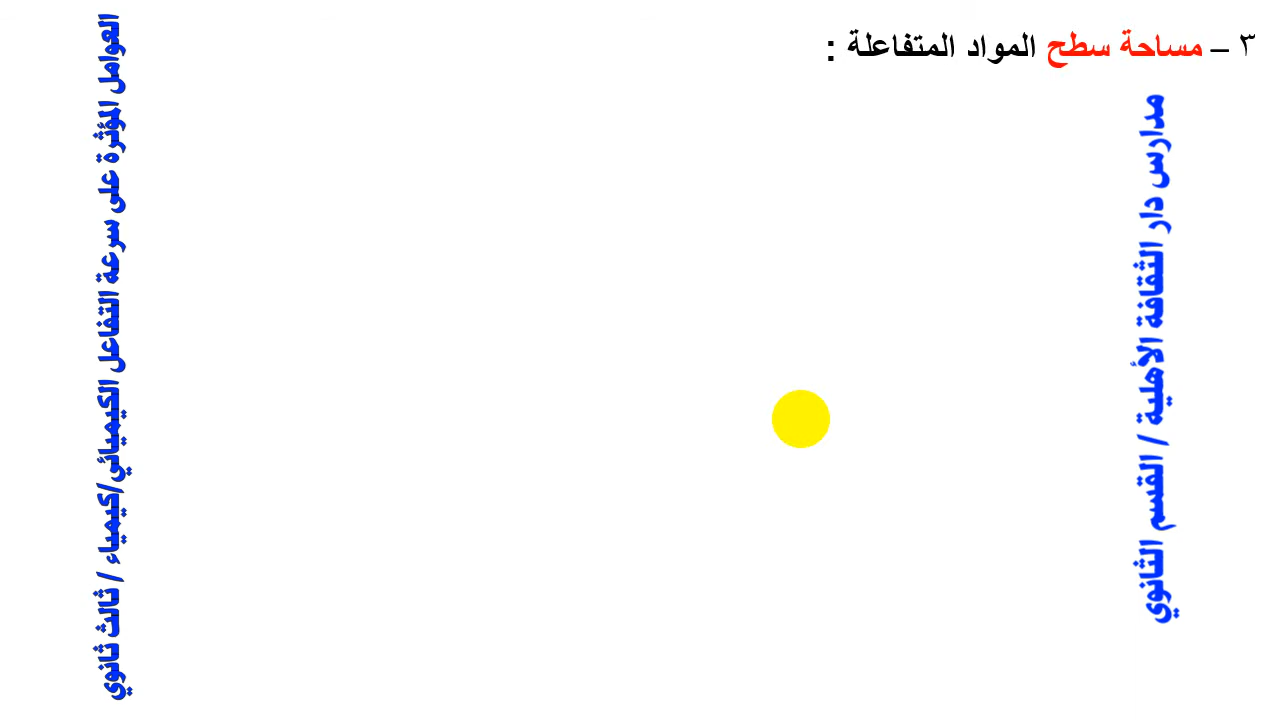 ٣ – مساحة سطح المواد المتفاعلة :
مدارس دار الثقافة الأهلية / القسم الثانوي
العوامل المؤثرة على سرعة التفاعل الكيميائي/كيمياء / ثالث ثانوي